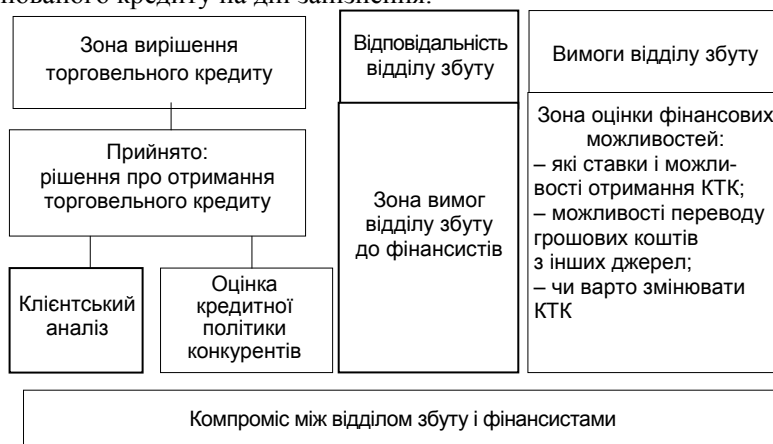 нованого кредиту на дні запізнення.
Зона вирішення
торговельного кредиту
Прийнято:
рішення про отримання
торговельного кредиту
Клієнтський
аналіз
Оцінка
кредитної
політики
конкурентів
Відповідальність
відділу збуту
Зона вимог
відділу збуту
до фінансистів
Вимоги відділу збуту
Зона оцінки фінансових
можливостей:
– які ставки і можли-
вості отримання КТК;
– можливості переводу
грошових коштів
з інших джерел;
– чи варто змінювати
КТК
Компроміс між відділом збуту і фінансистами